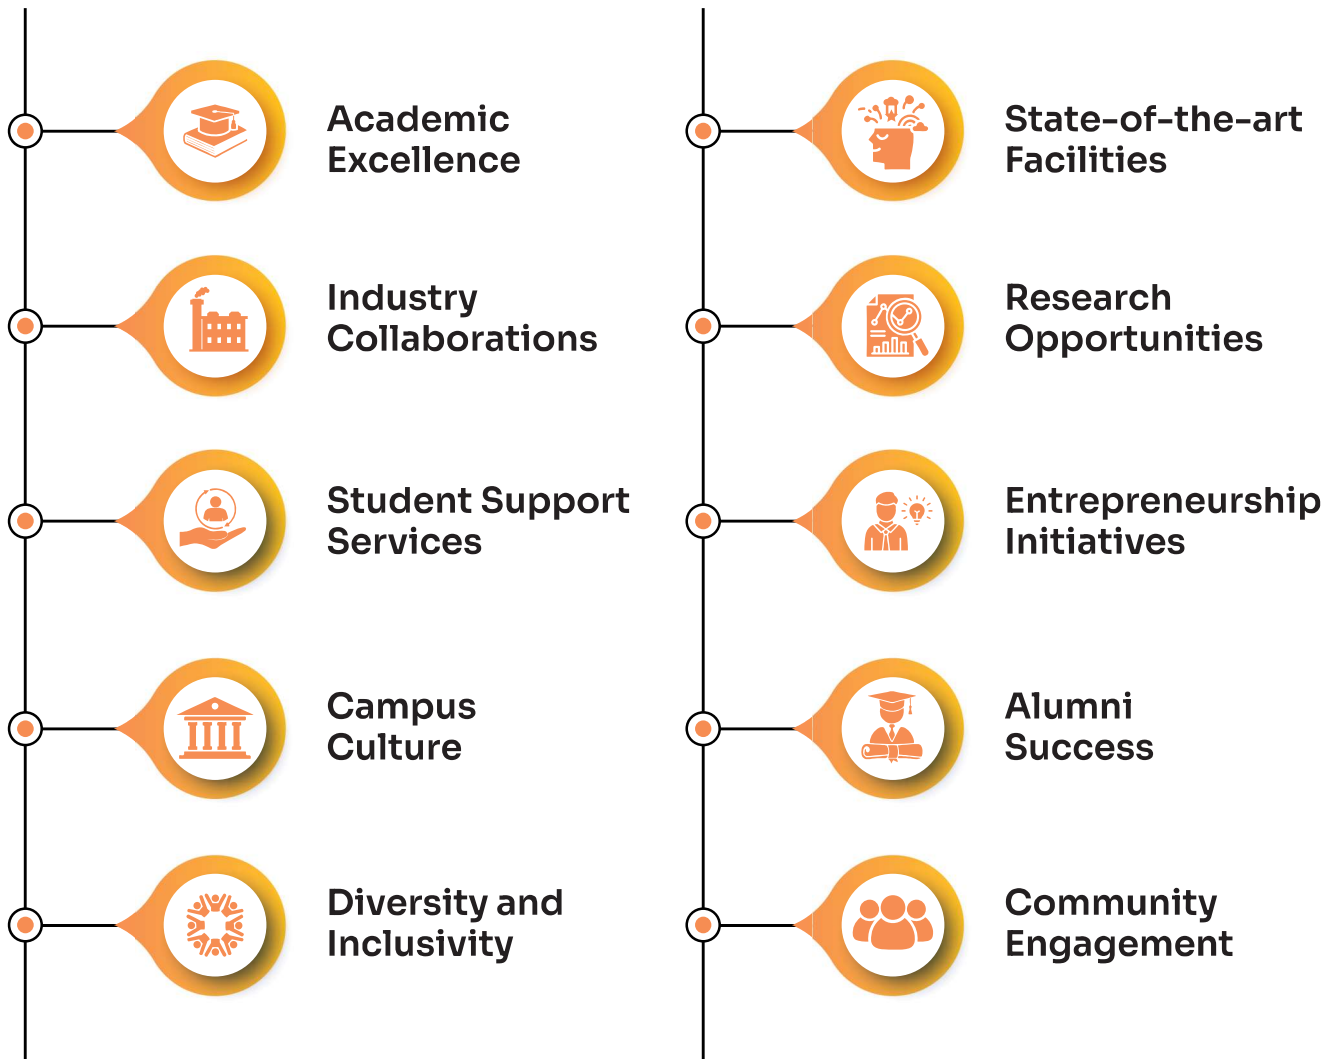 Academic
Excellence
State-of-the-art
Facilities
Industry
Collaborations
Research
Opportunities
Student Support
Services
Entrepreneurship
Initiatives
Campus
Culture
Alumni
Success
Diversity and
Inclusivity
Community
Engagement